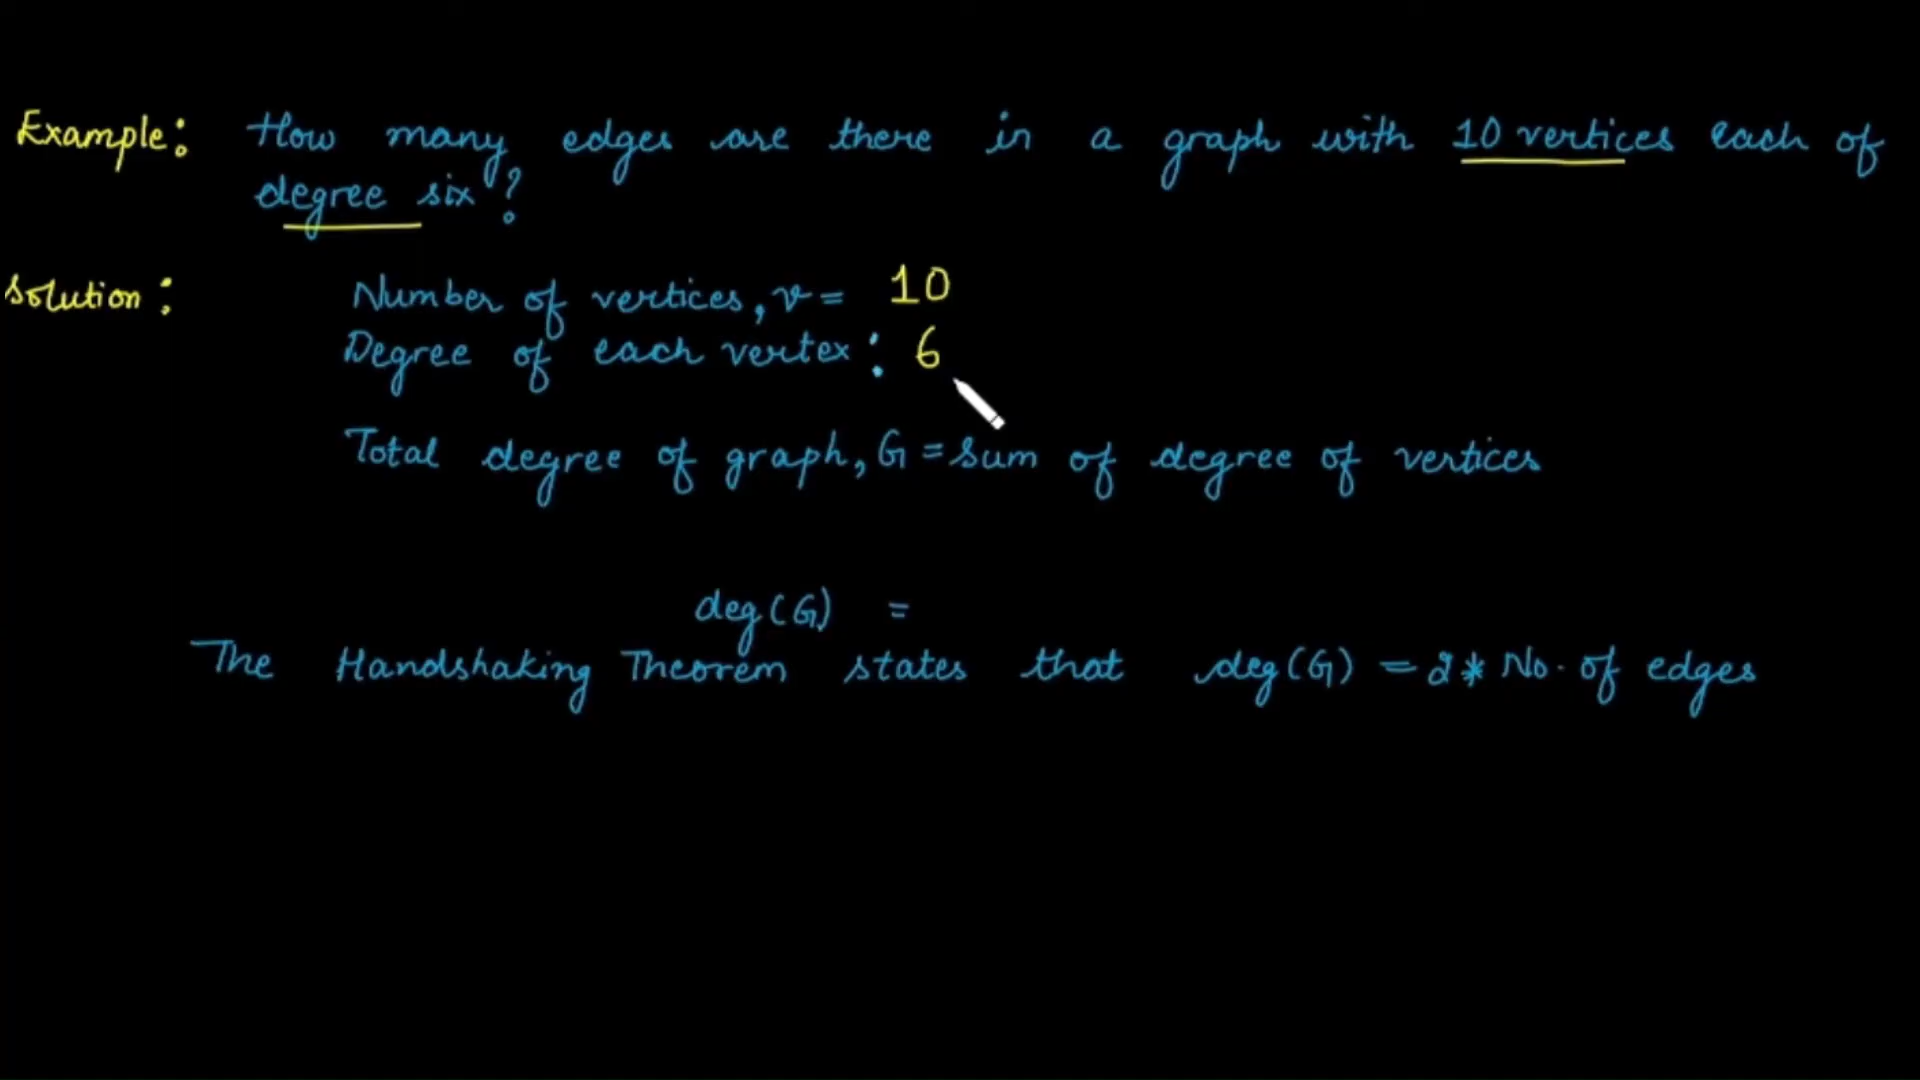 Example: How many edges are there in a graph with 10 vertices each of
degree six?
Solution: Number of vertices, v = 10
Degree of each vertex : 6
Total degree of graph, G = Sum of degree of vertices
deg(G) =
The Handshaking Theorem states that deg(G) = 2 * No. of edges